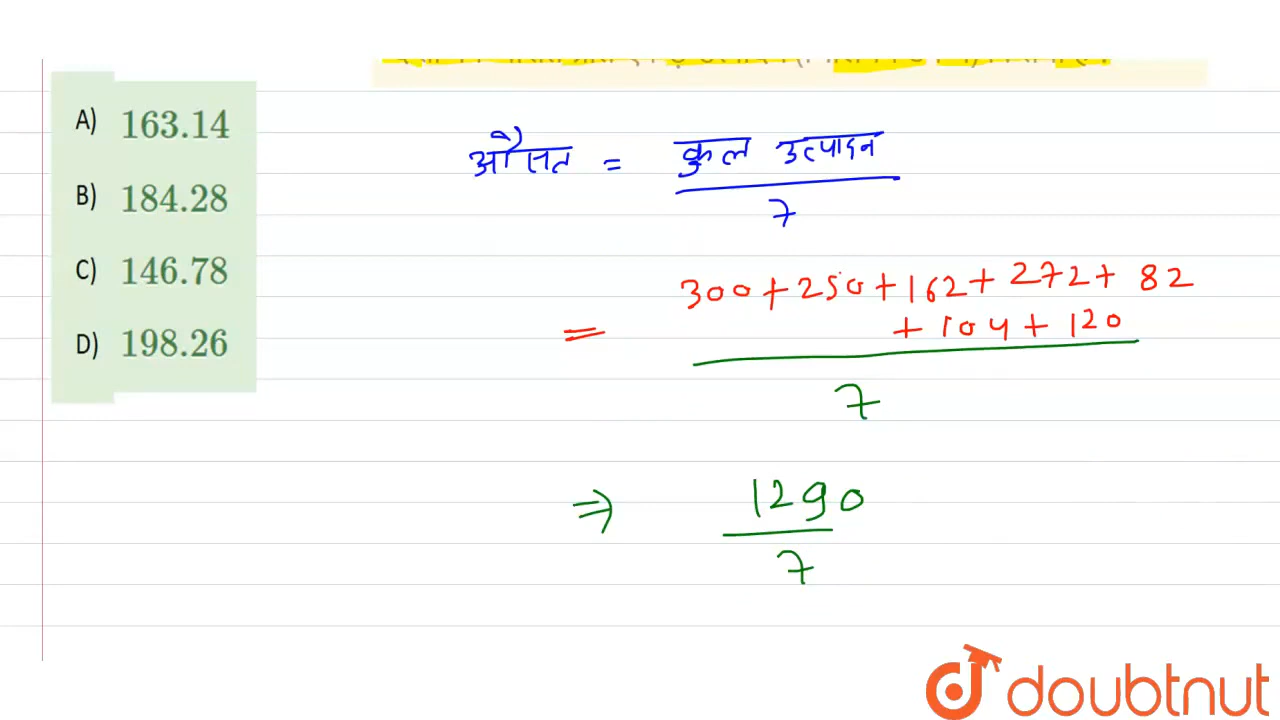 A) 163.14
B) 184.28
C) 146.78
D) 198.26
औसत = कुल उत्पादन
7
= 300+250+162+272+ 82
+104+120
7
⇒ 1290
7
doubtnut